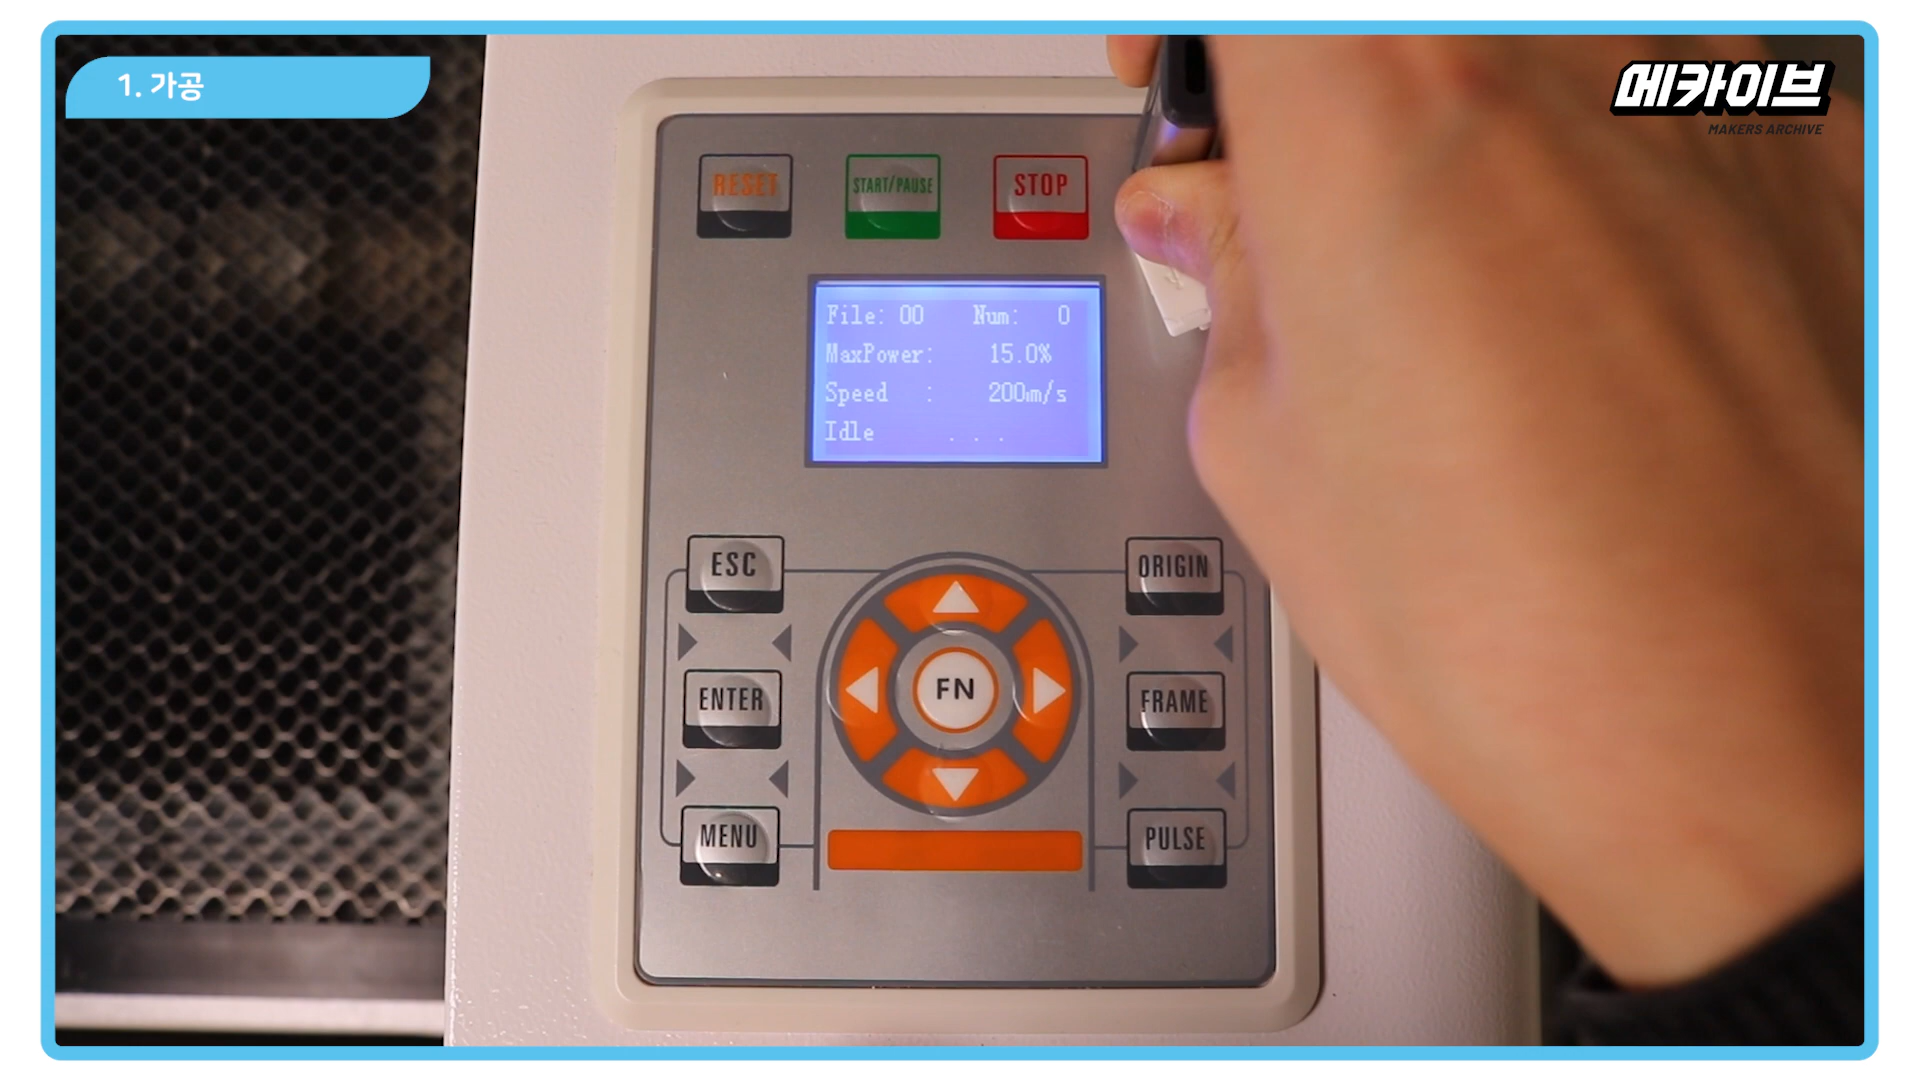 1. 가공
메카이브
MAKERS ARCHIVE
RESET
START/PAUSE
STOP
File: 00 Num: 0
MaxPower: 15.0%
Speed : 200m/s
Idle ...
ESC
ORIGIN
ENTER
FN
FRAME
MENU
PULSE